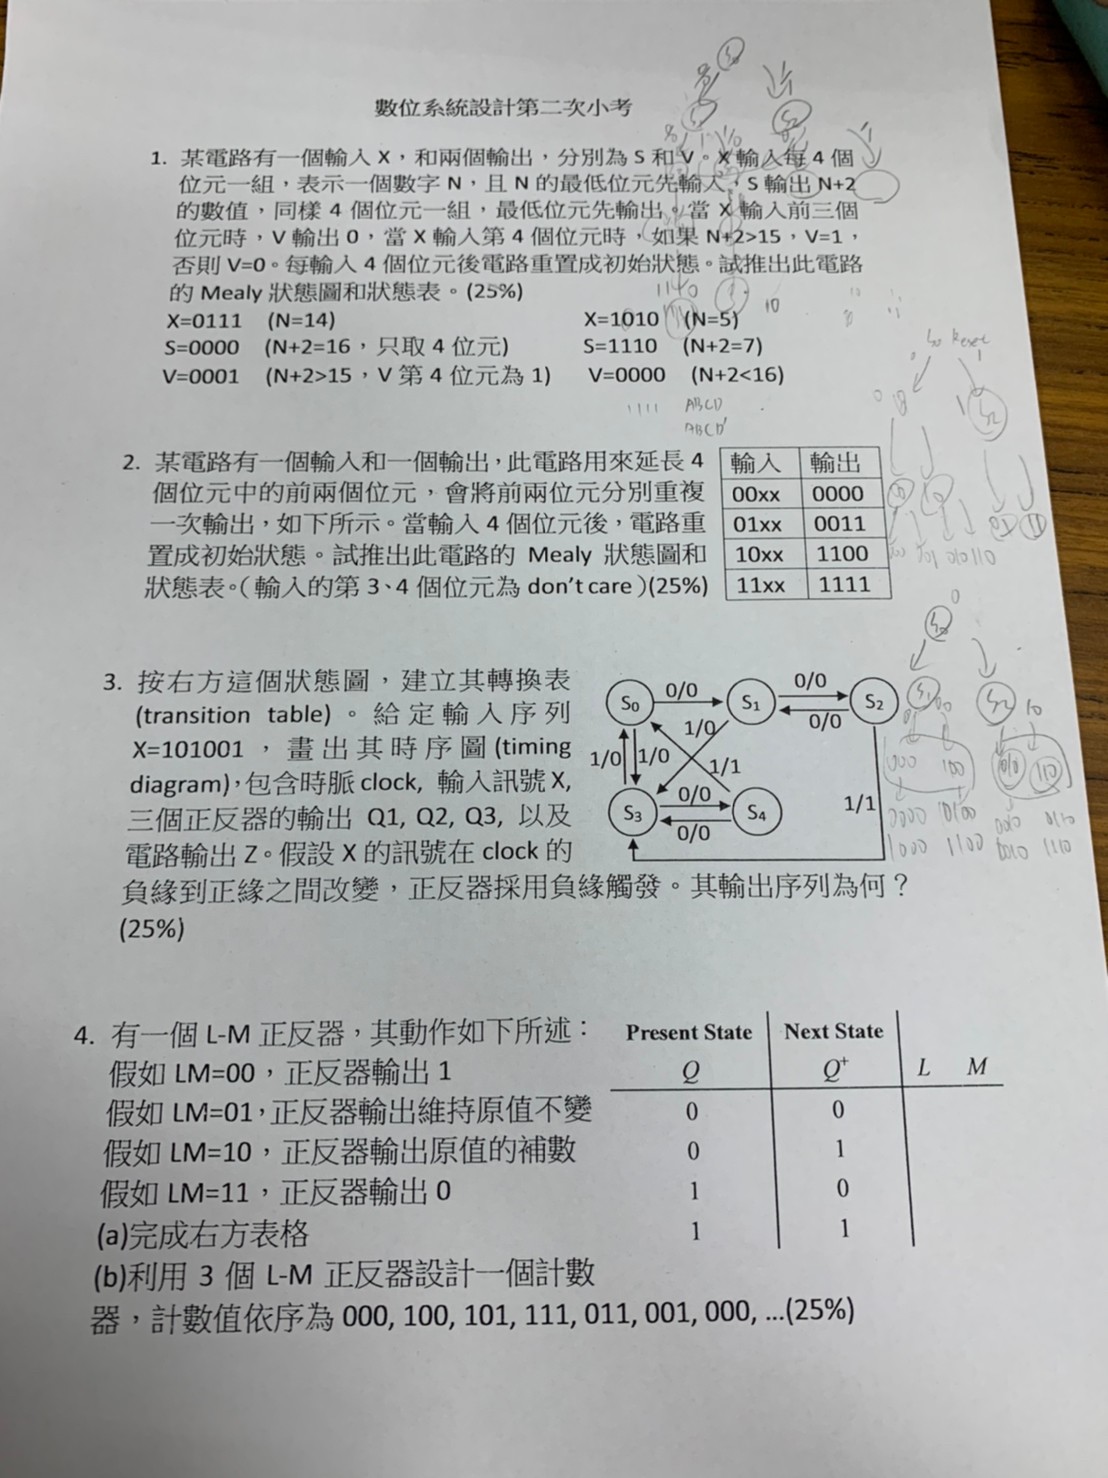 數位系統設計第二次小考
1. 某電路有一個輸入 X，和兩個輸出，分別為 S 和 V。X 輸入每 4 個
位元一組，表示一個數字 N，且 N 的最低位元先輸入，S 輸出 N+2
的數值，同樣 4 個位元一組，最低位元先輸出。當 X 輸入前三個
位元時，V 輸出 0，當 X 輸入第 4 個位元時，如果 N+2>15，V=1，
否則 V=0。每輸入 4 個位元後電路重置成初始狀態。試推出此電路
的 Mealy 狀態圖和狀態表。(25%)
X=0111 (N=14) X=1010 (N=5)
S=0000 (N+2=16，只取 4 位元) S=1110 (N+2=7)
V=0001 (N+2>15，V 第 4 位元為 1) V=0000 (N+2<16)
1111 ABCD
ABCD'
So Reset
2. 某電路有一個輸入和一個輸出，此電路用來延長 4
個位元中的前兩個位元，會將前兩位元分別重複
一次輸出，如下所示。當輸入 4 個位元後，電路重
置成初始狀態。試推出此電路的 Mealy 狀態圖和
狀態表。(輸入的第 3、4 個位元為 don't care)(25%)
輸入 輸出
00xx 0000
01xx 0011
10xx 1100
11xx 1111
3. 按右方這個狀態圖，建立其轉換表
(transition table)。給定輸入序列
X=101001，畫出其時序圖(timing
diagram)，包含時脈 clock, 輸入訊號 X,
三個正反器的輸出 Q1, Q2, Q3, 以及
電路輸出 Z。假設 X 的訊號在 clock 的
負緣到正緣之間改變，正反器採用負緣觸發。其輸出序列為何？
(25%)
S0 0/0 S1 0/0 S2
0/0
1/0
1/0 1/0 1/1
0/0
S3 S4 1/1
0/0
4. 有一個 L-M 正反器，其動作如下所述：
假如 LM=00，正反器輸出 1
假如 LM=01，正反器輸出維持原值不變
假如 LM=10，正反器輸出原值的補數
假如 LM=11，正反器輸出 0
(a)完成右方表格
(b)利用 3 個 L-M 正反器設計一個計數
器，計數值依序為 000, 100, 101, 111, 011, 001, 000, ...(25%)
Present State Next State
Q Q+ L M
0 0
0 1
1 0
1 1